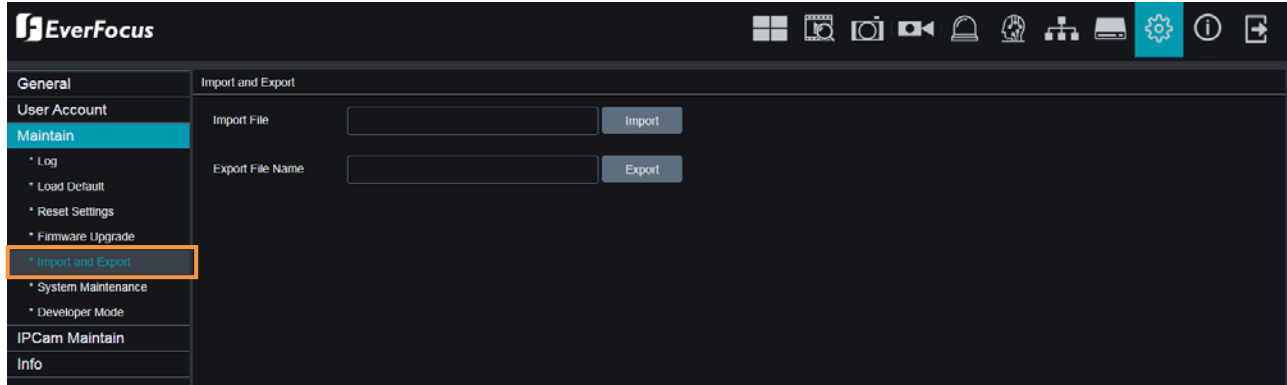 EverFocus
General
User Account
Maintain
* Log
* Load Default
* Reset Settings
* Firmware Upgrade
* Import and Export
* System Maintenance
* Developer Mode
IPCam Maintain
Info
Import and Export
Import File Import
Export File Name Export